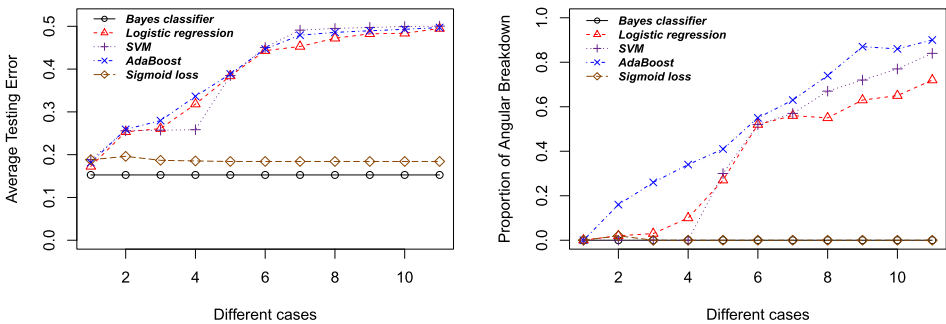 Bayes classifier
Logistic regression
SVM
AdaBoost
Sigmoid loss
Average Testing Error
0.0
0.1
0.2
0.3
0.4
0.5
2
4
6
8
10
Different cases
Bayes classifier
Logistic regression
SVM
AdaBoost
Sigmoid loss
Proportion of Angular Breakdown
0.0
0.2
0.4
0.6
0.8
1.0
2
4
6
8
10
Different cases